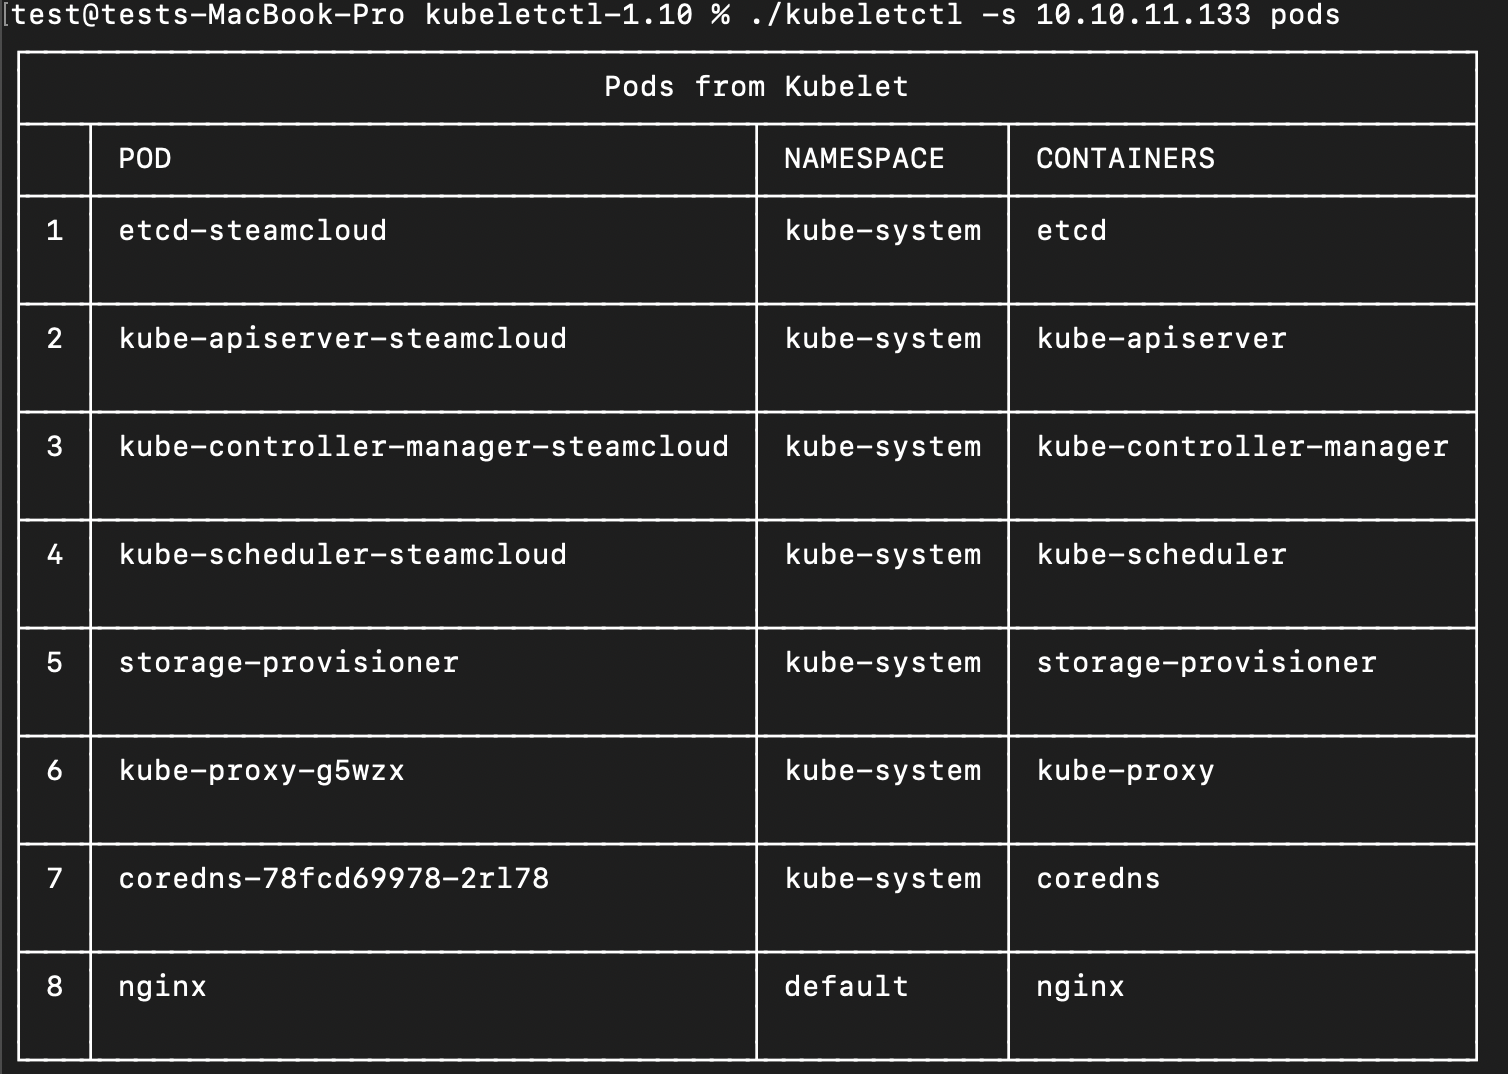 [test@tests-MacBook-Pro kubeletctl-1.10 % ./kubeletctl -s 10.10.11.133 pods
Pods from Kubelet
POD NAMESPACE CONTAINERS
1 etcd-steamcloud kube-system etcd
2 kube-apiserver-steamcloud kube-system kube-apiserver
3 kube-controller-manager-steamcloud kube-system kube-controller-manager
4 kube-scheduler-steamcloud kube-system kube-scheduler
5 storage-provisioner kube-system storage-provisioner
6 kube-proxy-g5wzx kube-system kube-proxy
7 coredns-78fcd69978-2rl78 kube-system coredns
8 nginx default nginx